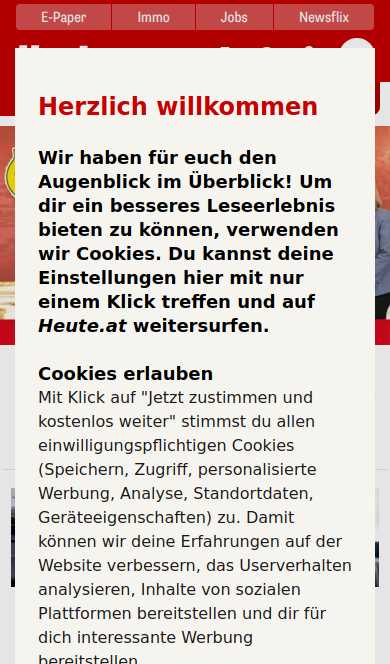 E-Paper
Immo
Jobs
Newsflix
Herzlich willkommen
Wir haben für euch den
Augenblick im Überblick! Um
dir ein besseres Leseerlebnis
bieten zu können, verwenden
wir Cookies. Du kannst deine
Einstellungen hier mit nur
einem Klick treffen und auf
Heute.at weitersurfen.
Cookies erlauben
Mit Klick auf "Jetzt zustimmen und
kostenlos weiter" stimmst du allen
einwilligungspflichtigen Cookies
(Speichern, Zugriff, personalisierte
Werbung, Analyse, Standortdaten,
Geräteeigenschaften) zu. Damit
können wir deine Erfahrungen auf der
Website verbessern, das Userverhalten
analysieren, Inhalte von sozialen
Plattformen bereitstellen und dir für
dich interessante Werbung
bereitstellen